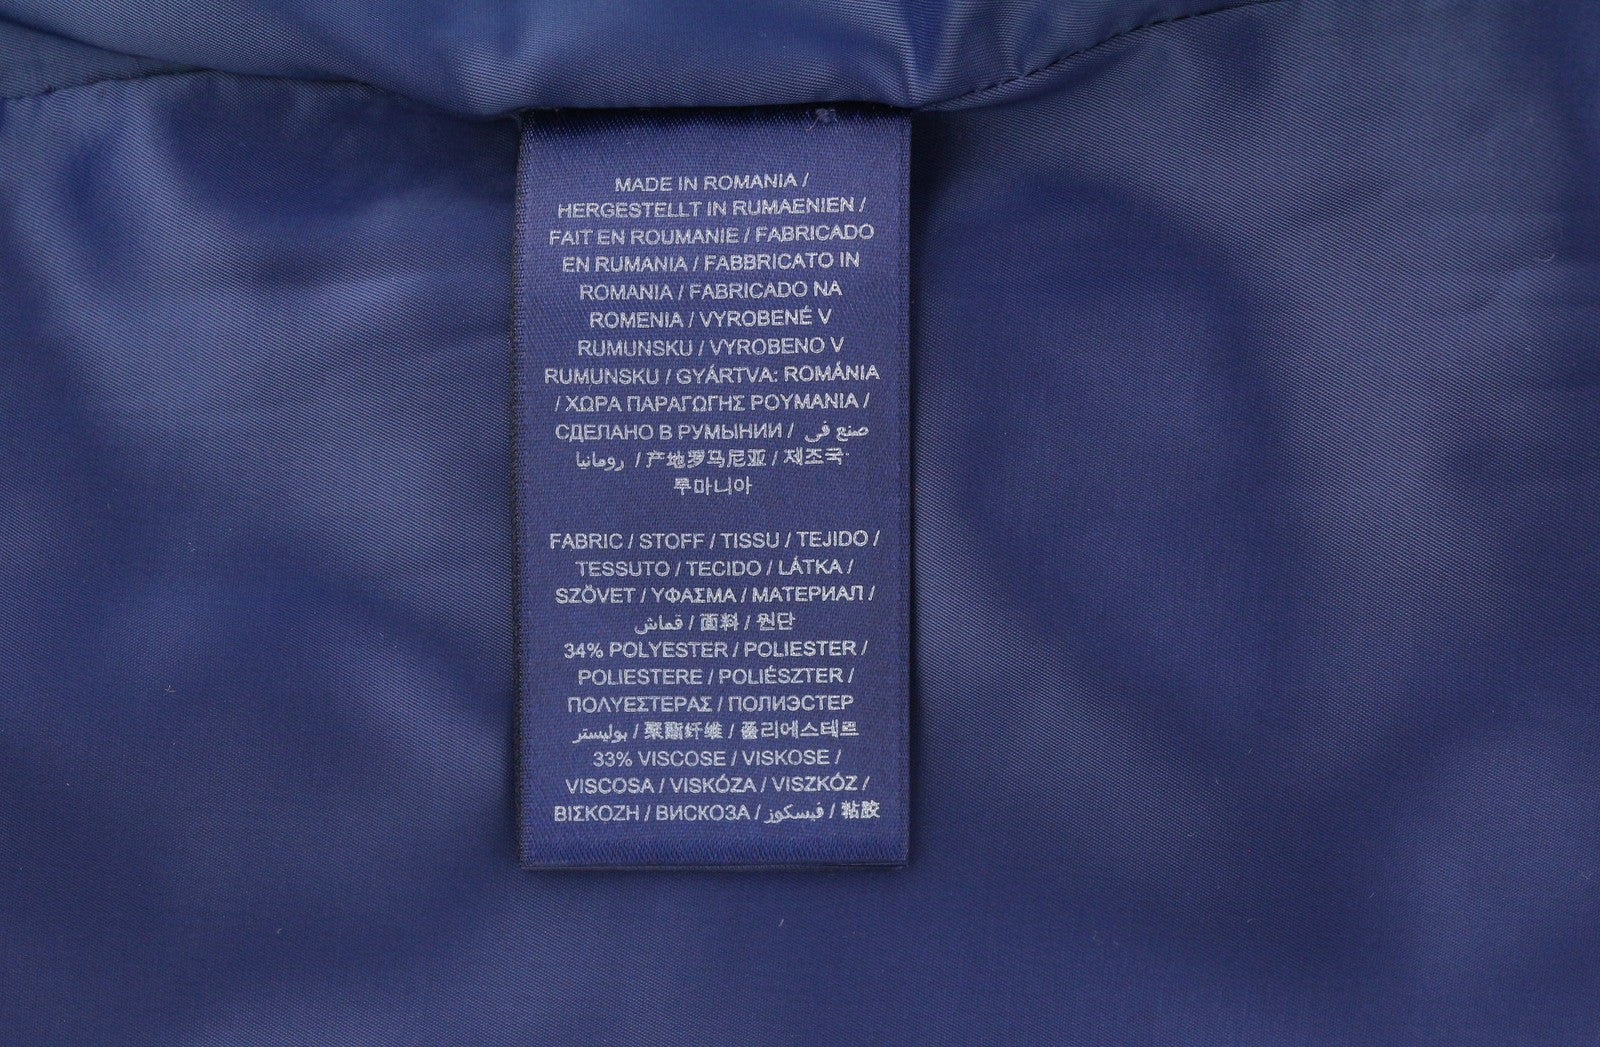 MADE IN ROMANIA /
HERGESTELLT IN RUMAENIEN /
FAIT EN ROUMANIE / FABRICADO
EN RUMANIA / FABBRICATO IN
ROMANIA / FABRICADO NA
ROMENIA / VYROBENÉ V
RUMUNSKU / VYROBENO V
RUMUNSKU / GYÁRTVA: ROMÁNIA
/ ΧΩΡΑ ΠΑΡΑΓΩΓΗΣ ΡΟΥΜΑΝΙΑ /
СДЕЛАНО В РУМЫНИИ / صنع في
رومانيا / 产地罗马尼亚 / 제조국
루마니아
FABRIC / STOFF / TISSU / TEJIDO /
TESSUTO / TECIDO / LÁTKA /
SZÖVET / ΥΦΑΣΜΑ / МАТЕРИАЛ /
قماش / 面料 / 원단
34% POLYESTER / POLIESTER /
POLIESTERE / POLIÉSZTER /
ΠΟΛΥΕΣΤΕΡΑΣ / ПОЛИЭСТЕР
بوليستر / 聚酯纤维 / 폴리에스테르
33% VISCOSE / VISKOSE /
VISCOSA / VISKÓZA / VISZKÓZ /
ΒΙΣΚΟΖΗ / ВИСКОЗА / فيسكوز / 粘胶